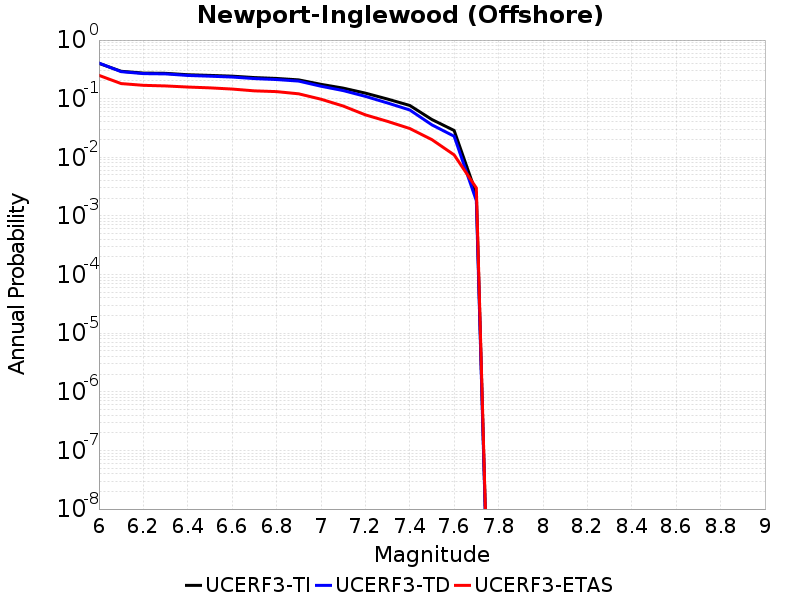 Newport-Inglewood (Offshore)
10^0
10^-1
10^-2
10^-3
10^-4
10^-5
10^-6
10^-7
10^-8
Annual Probability
6 6.2 6.4 6.6 6.8 7 7.2 7.4 7.6 7.8 8 8.2 8.4 8.6 8.8 9
Magnitude
UCERF3-TI UCERF3-TD UCERF3-ETAS